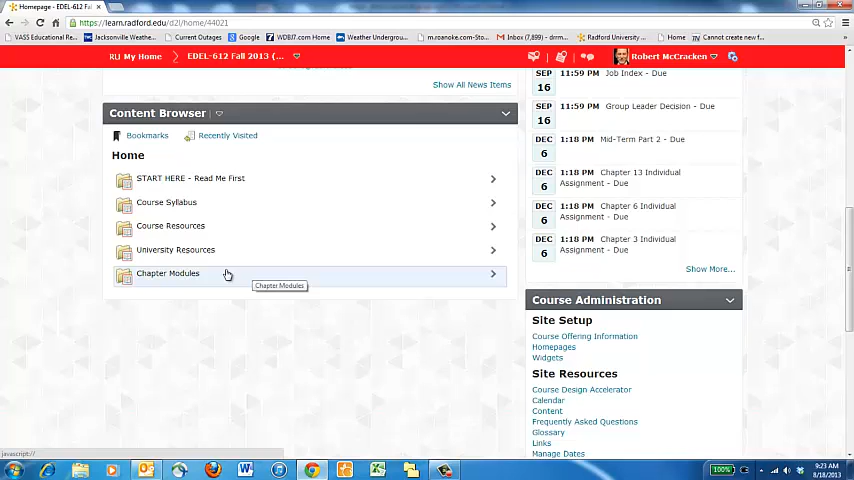 Homepage - EDEL-612 Fall
https://learn.radford.edu/d2l/home/44021
VASS Educational Re...
Jacksonville Weathe...
Current Outages
Google
WDBJ7.com Home
Weather Undergrou...
m.roanoke.com-Sto...
Inbox (7,899) - drrm...
Radford University ...
Home
Cannot create new f...
RU My Home
EDEL-612 Fall 2013 (...
Robert McCracken
Show All News Items
Content Browser
Bookmarks
Recently Visited
Home
START HERE - Read Me First
Course Syllabus
Course Resources
University Resources
Chapter Modules
Chapter Modules
SEP
16
11:59 PM Job Index - Due
SEP
16
11:59 PM Group Leader Decision - Due
DEC
6
1:18 PM Mid-Term Part 2 - Due
DEC
6
1:18 PM Chapter 13 Individual
Assignment - Due
DEC
6
1:18 PM Chapter 6 Individual
Assignment - Due
DEC
6
1:18 PM Chapter 3 Individual
Assignment - Due
Show More...
Course Administration
Site Setup
Course Offering Information
Homepages
Widgets
Site Resources
Course Design Accelerator
Calendar
Content
Frequently Asked Questions
Glossary
Links
Manage Dates
javascript://
100%
9:23 AM
8/18/2013